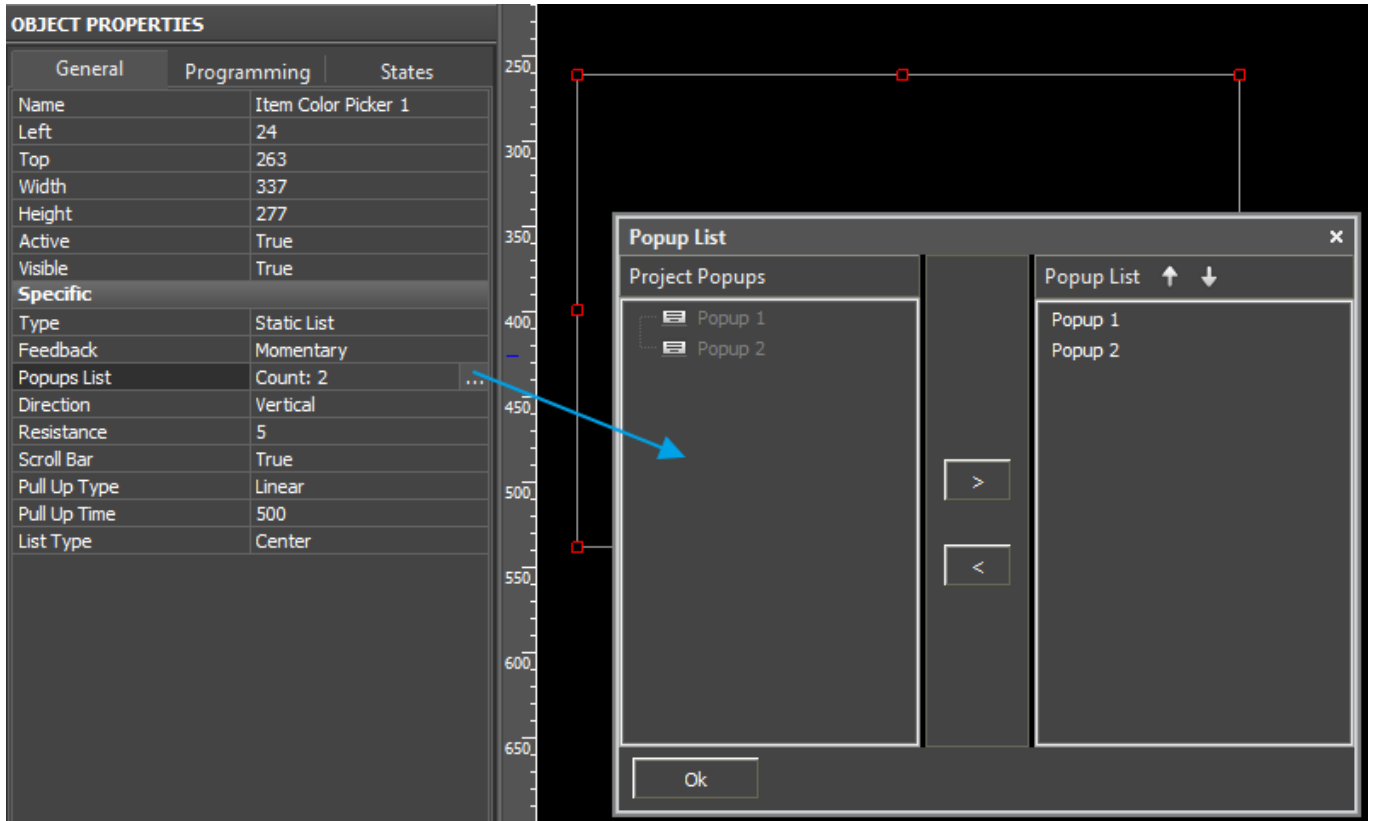 OBJECT PROPERTIES
General Programming States
Name Item Color Picker 1
Left 24
Top 263
Width 337
Height 277
Active True
Visible True
Specific
Type Static List
Feedback Momentary
Popups List Count: 2 ...
Direction Vertical
Resistance 5
Scroll Bar True
Pull Up Type Linear
Pull Up Time 500
List Type Center
250
300
350
400
450
500
550
600
650
Popup List ×
Project Popups
Popup 1
Popup 2
>
<
Popup List
Popup 1
Popup 2
Ok